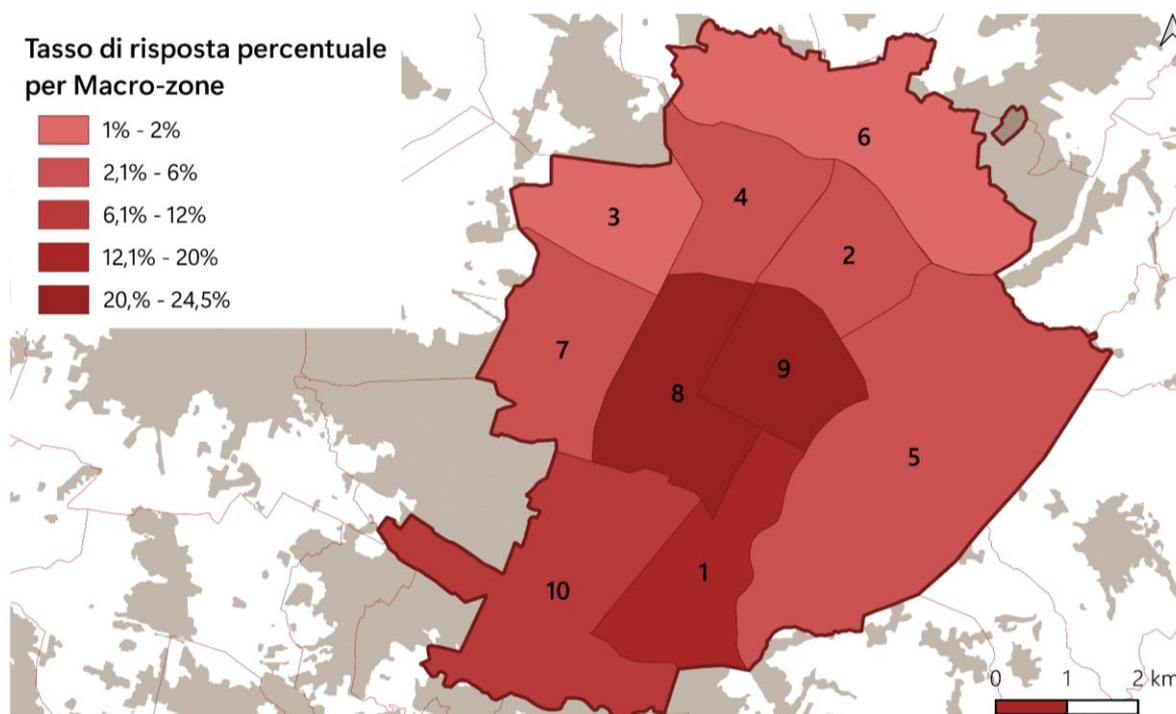 Tasso di risposta percentuale
per Macro-zone
1% - 2%
2,1% - 6%
6,1% - 12%
12,1% - 20%
20,% - 24,5%
6
4
3
2
7
9
8
5
1
10
0 1 2 km